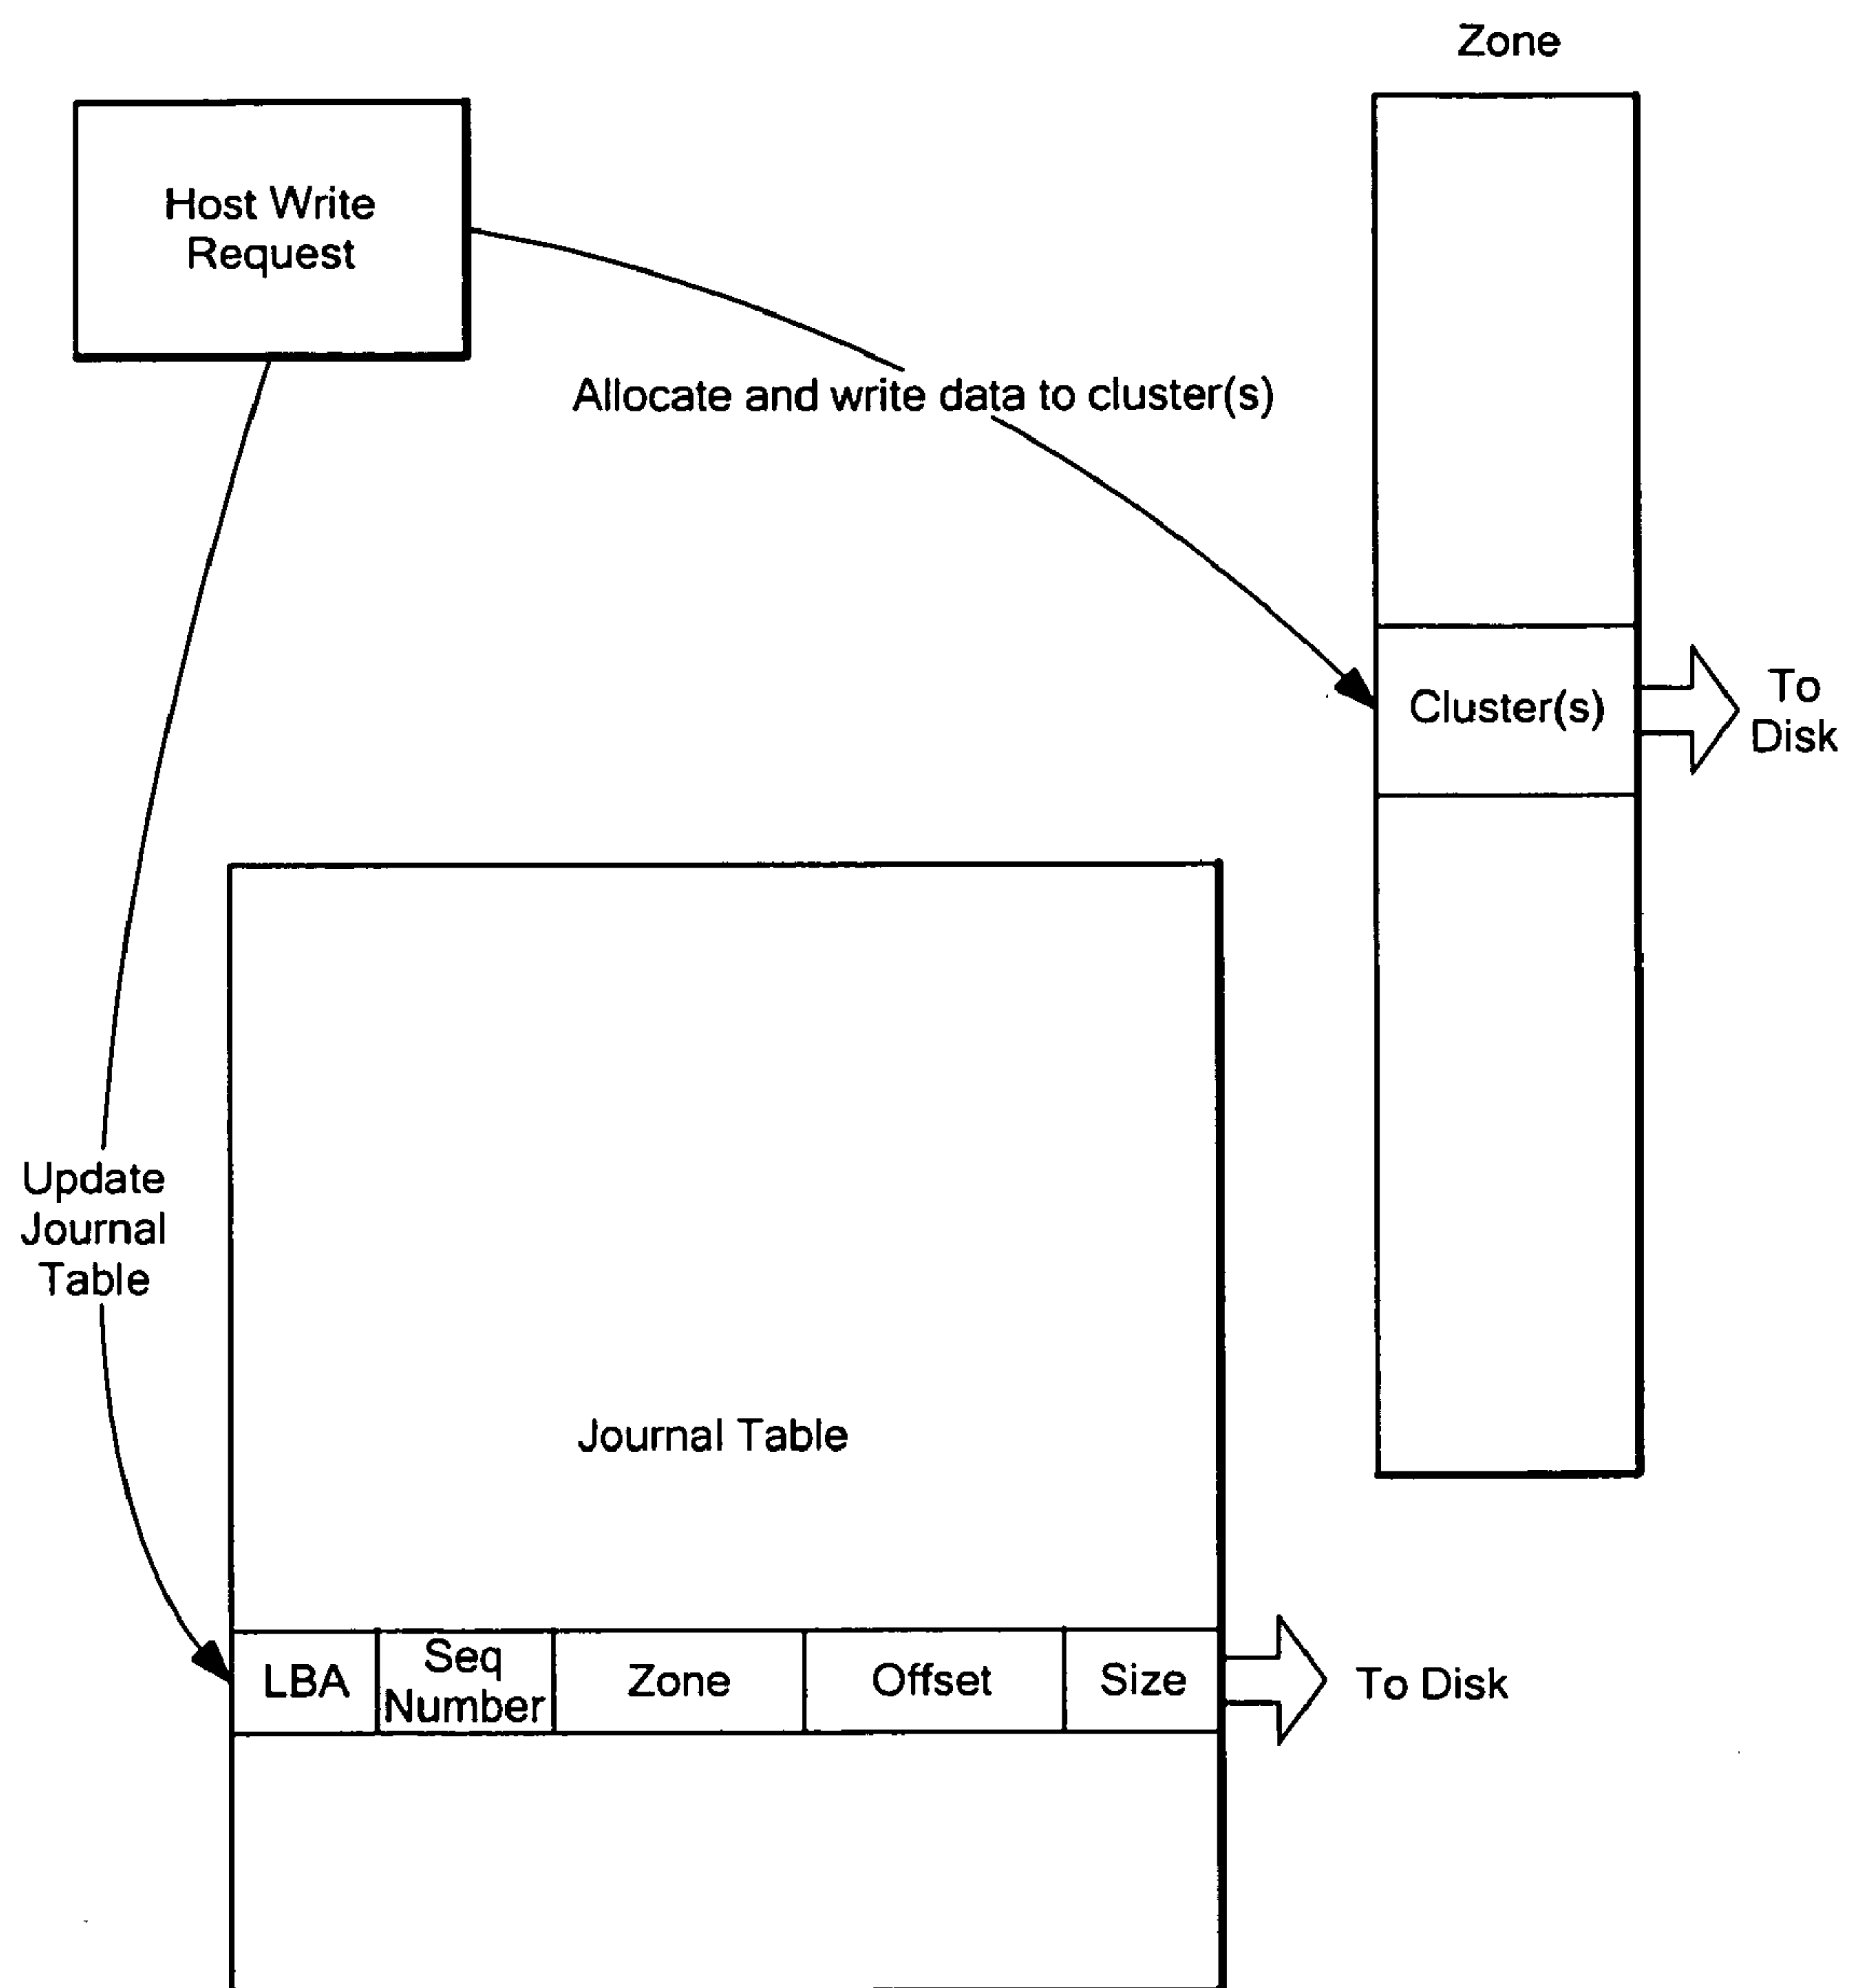 Zone
Host Write
Request
Allocate and write data to cluster(s)
Cluster(s)
To
Disk
Update
Journal
Table
Journal Table
LBA
Seq
Number
Zone
Offset
Size
To Disk